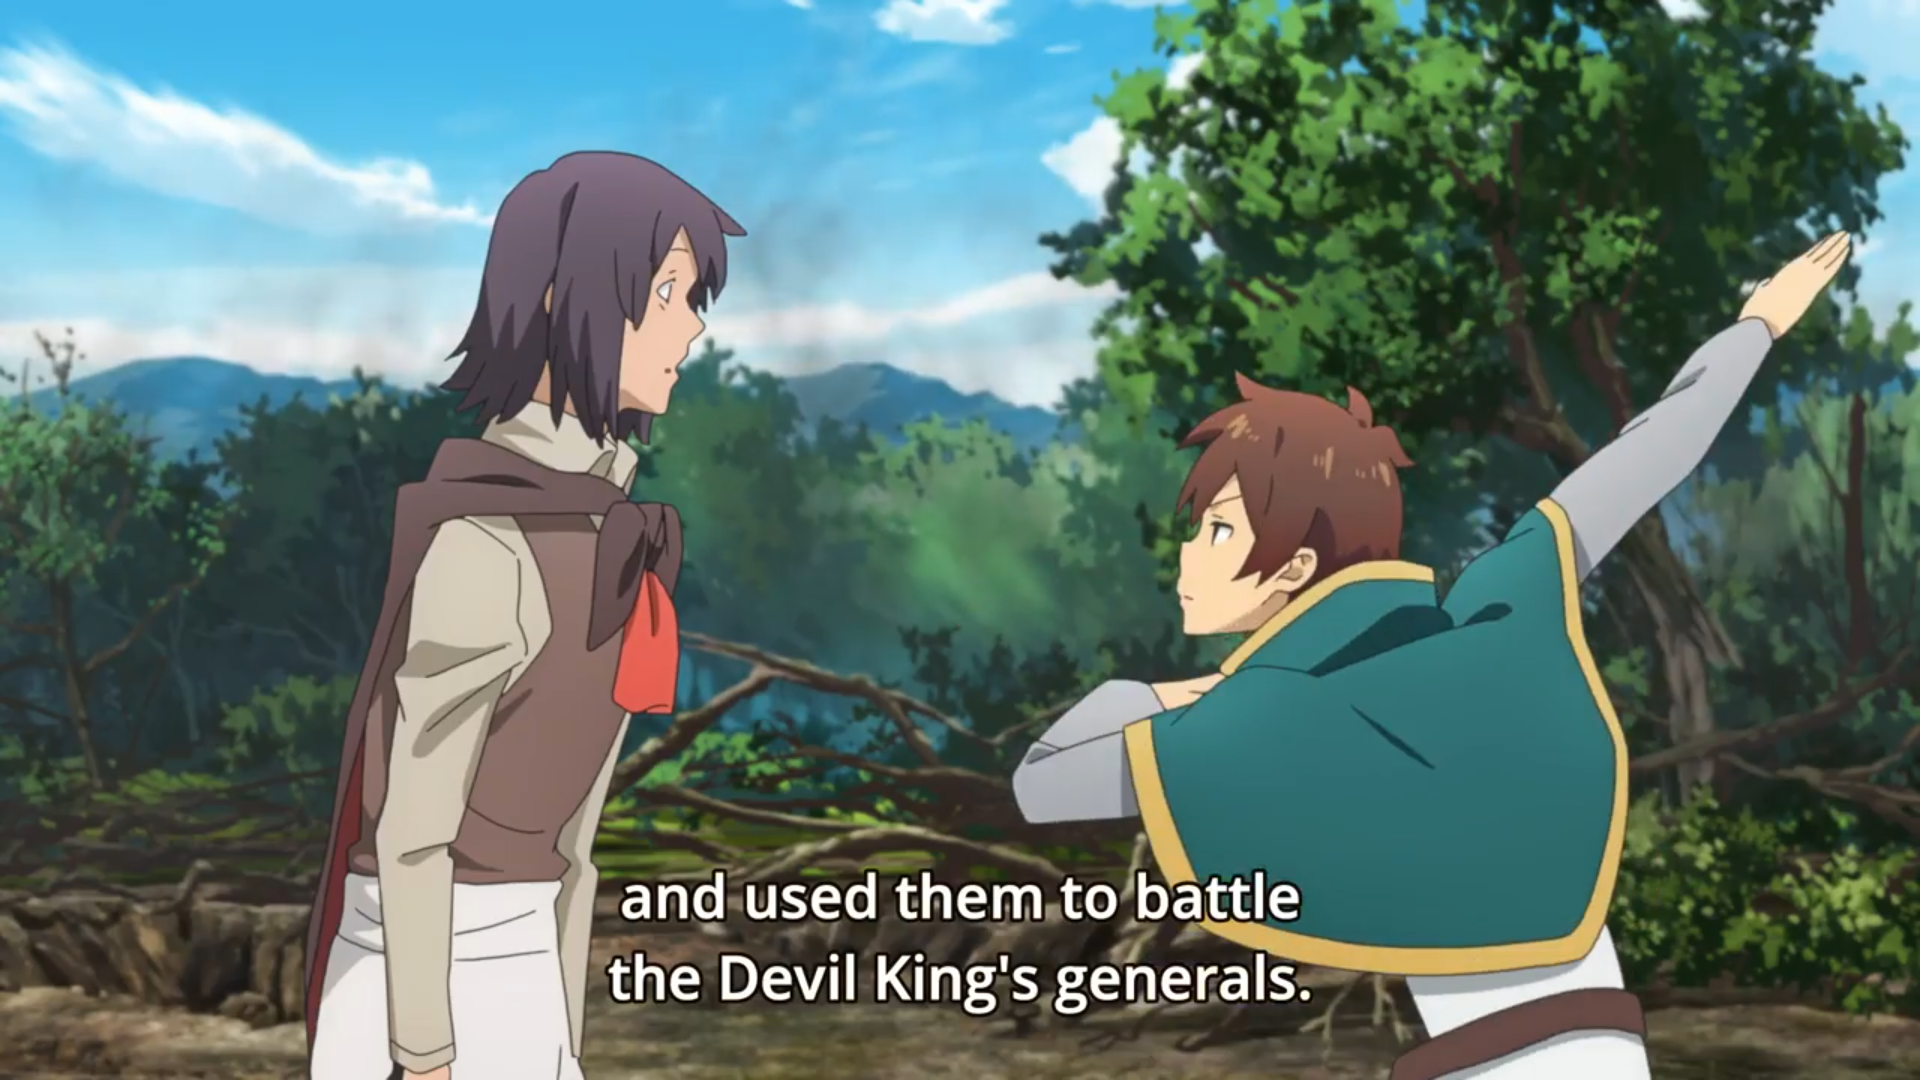 and used them to battle
the Devil King's generals.